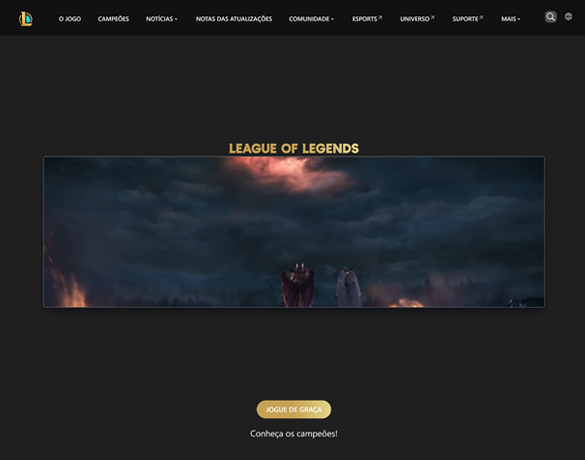 O JOGO CAMPEÕES NOTÍCIAS NOTAS DAS ATUALIZAÇÕES COMUNIDADE ESPORTS UNIVERSO SUPORTE MAIS
LEAGUE OF LEGENDS
JOGUE DE GRAÇA
Conheça os campeões!